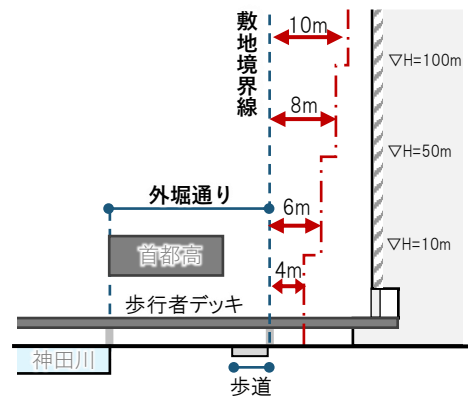 10m
敷地境界線
▽H=100m
8m
▽H=50m
外堀通り
6m
▽H=10m
首都高
4m
歩行者デッキ
神田川
歩道